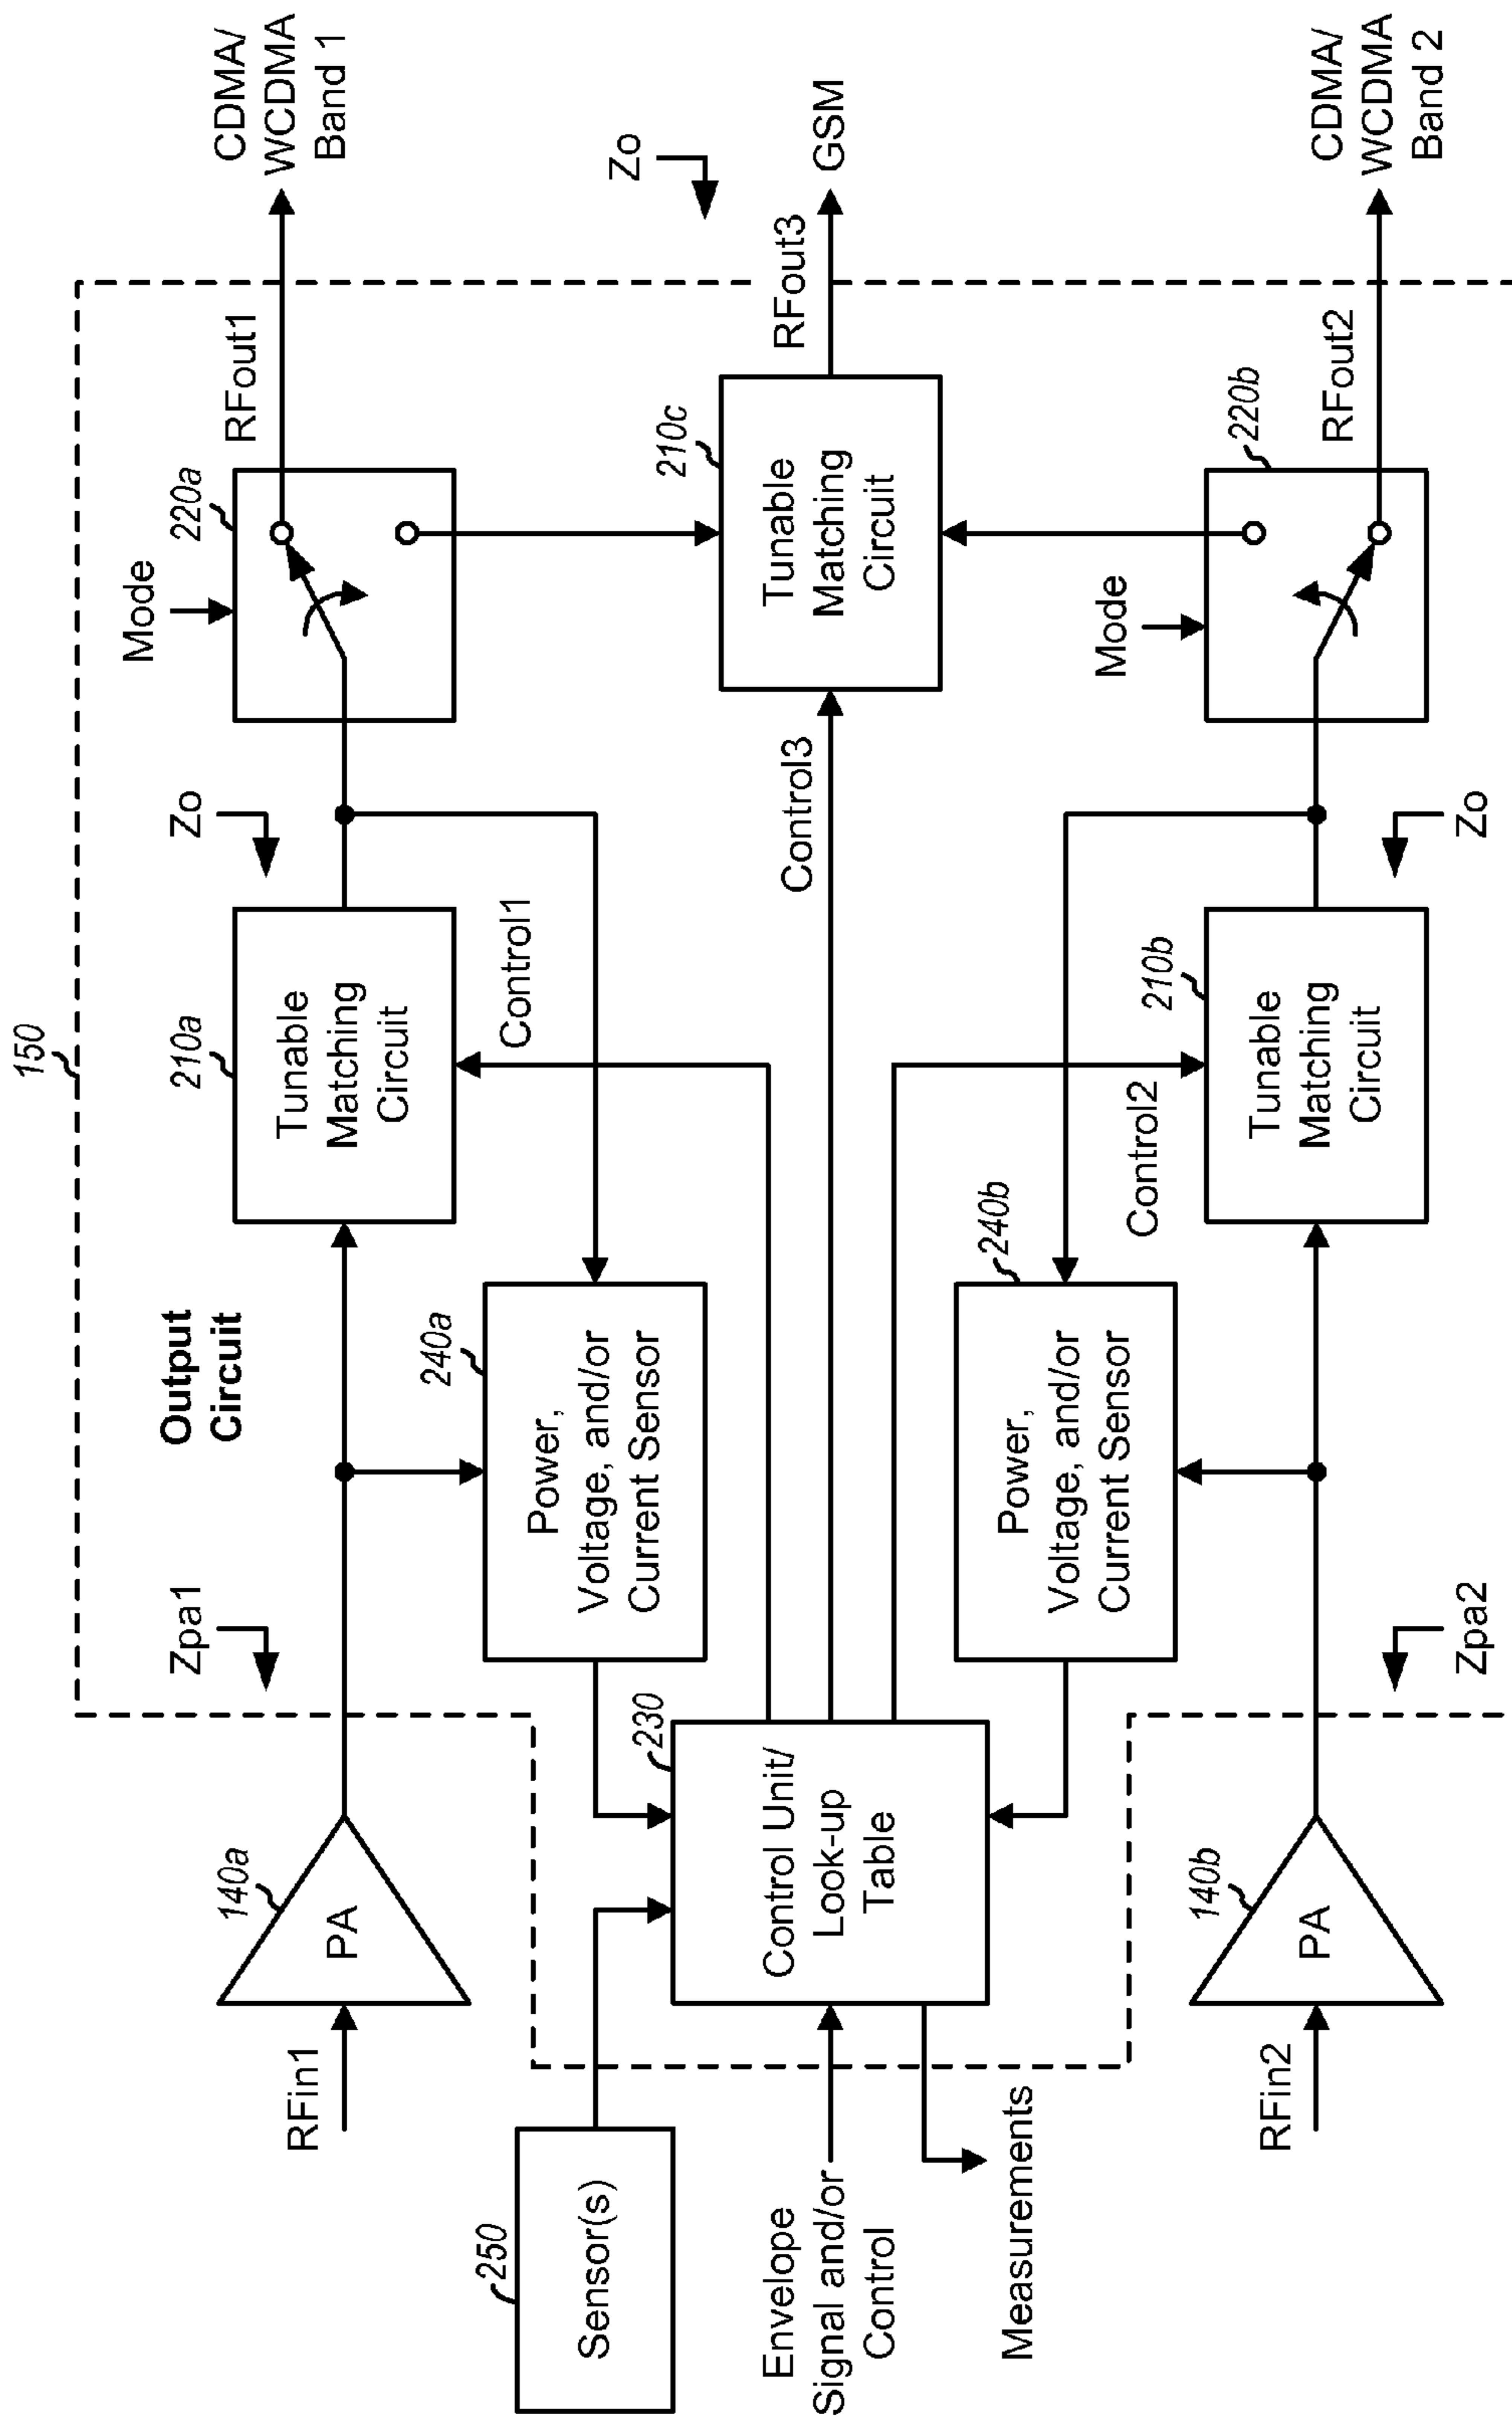 150
Output
Circuit
RFin1
140a
PA
Zpa1
210a
Tunable
Matching
Circuit
Zo
Mode
220a
RFout1
CDMA/
WCDMA
Band 1
240a
Power,
Voltage, and/or
Current Sensor
Control1
250
Sensor(s)
Envelope
Signal and/or
Control
Measurements
230
Control Unit/
Look-up
Table
Control3
210c
Tunable
Matching
Circuit
RFout3
Zo
GSM
240b
Power,
Voltage, and/or
Current Sensor
Control2
RFin2
140b
PA
Zpa2
210b
Tunable
Matching
Circuit
Zo
Mode
220b
RFout2
CDMA/
WCDMA
Band 2